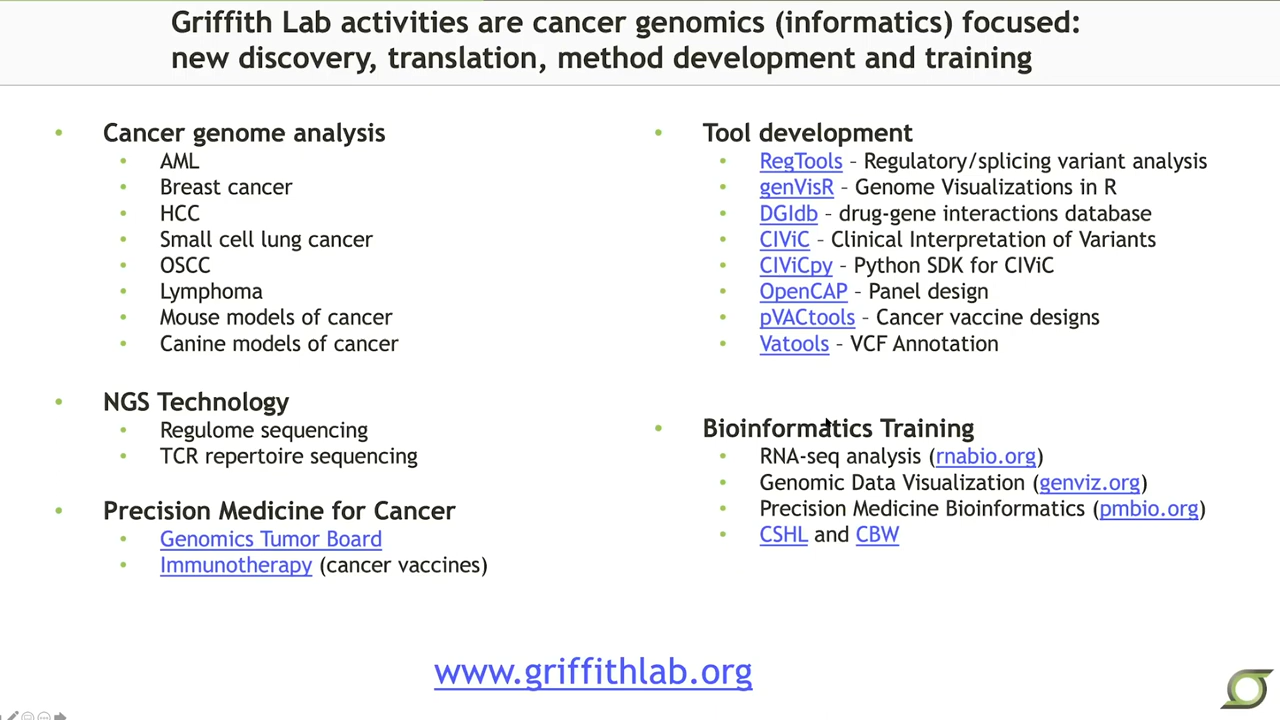 Griffith Lab activities are cancer genomics (informatics) focused:
new discovery, translation, method development and training
• Cancer genome analysis
• AML
• Breast cancer
• HCC
• Small cell lung cancer
• OSCC
• Lymphoma
• Mouse models of cancer
• Canine models of cancer
• NGS Technology
• Regulome sequencing
• TCR repertoire sequencing
• Precision Medicine for Cancer
• Genomics Tumor Board
• Immunotherapy (cancer vaccines)
• Tool development
• RegTools – Regulatory/splicing variant analysis
• genVisR – Genome Visualizations in R
• DGIdb – drug-gene interactions database
• CIViC – Clinical Interpretation of Variants
• CIViCpy – Python SDK for CIViC
• OpenCAP – Panel design
• pVACtools – Cancer vaccine designs
• Vatools – VCF Annotation
• Bioinformatics Training
• RNA-seq analysis (rnabio.org)
• Genomic Data Visualization (genviz.org)
• Precision Medicine Bioinformatics (pmbio.org)
• CSHL and CBW
www.griffithlab.org